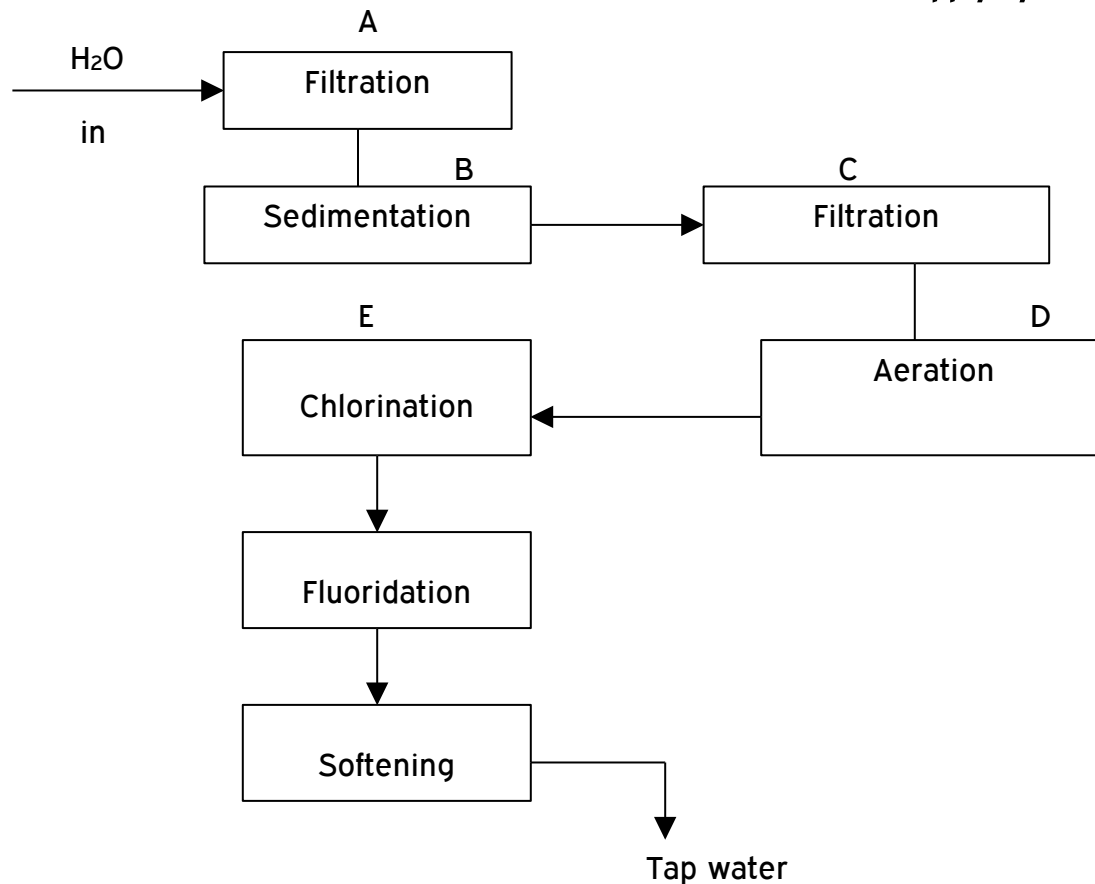 A
H₂O
Filtration
in
B
C
Sedimentation
Filtration
E
D
Aeration
Chlorination
Fluoridation
Softening
Tap water